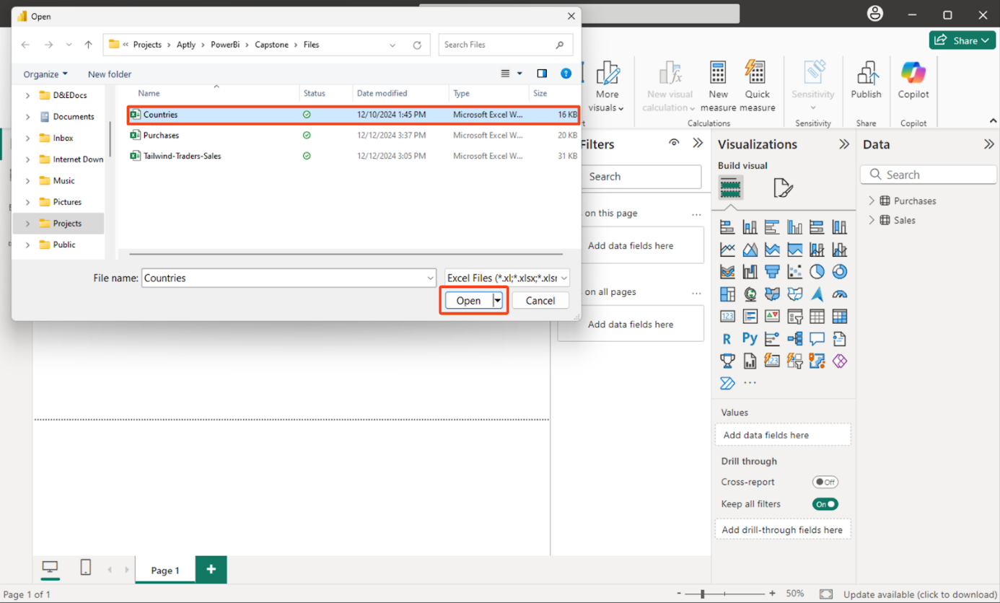 Open
Share
« Projects › Aptly › PowerBi › Capstone › Files
Search Files
Organize
New folder
Name
Status
Date modified
Type
Size
D&EDocs
Documents
Inbox
Internet Down
Music
Pictures
Projects
Public
Countries 12/10/2024 1:45 PM Microsoft Excel W... 16 KB
Purchases 12/12/2024 3:37 PM Microsoft Excel W... 20 KB
Tailwind-Traders-Sales 12/12/2024 3:05 PM Microsoft Excel W... 31 KB
File name: Countries
Excel Files (*.xl;*.xlsx;*.xlsı
Open
Cancel
More
visuals
New visual
calculation
New
measure
Quick
measure
Calculations
Sensitivity
Sensitivity
Publish
Share
Copilot
Copilot
Filters
Search
on this page
...
Add data fields here
on all pages
...
Add data fields here
Visualizations
Build visual
123
R
Py
123
...
Values
Add data fields here
Drill through
Cross-report
Off
Keep all filters
On
Add drill-through fields here
Data
Search
Purchases
Sales
Page 1
+
Page 1 of 1
- + 50%
Update available (click to download)